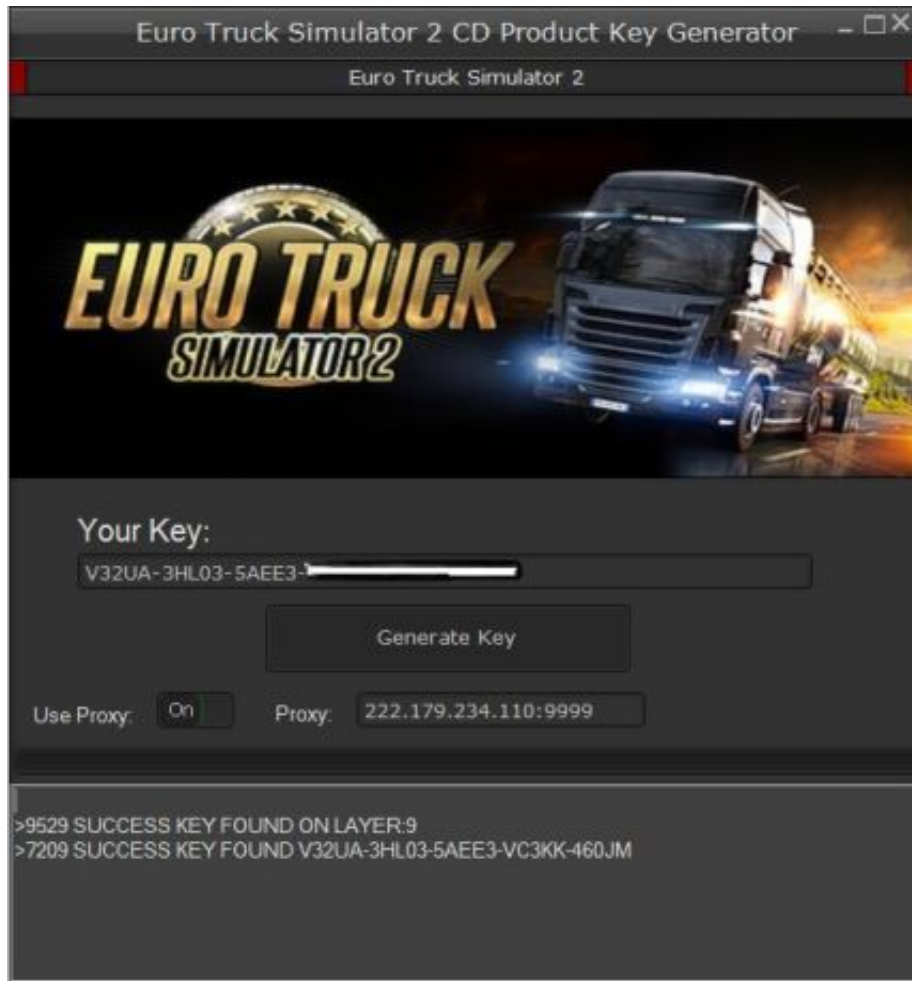 Euro Truck Simulator 2 CD Product Key Generator
Euro Truck Simulator 2
EURO TRUCK
SIMULATOR 2
Your Key:
V32UA-3HL03-5AEE3-
Generate Key
Use Proxy: On Proxy: 222.179.234.110:9999
>9529 SUCCESS KEY FOUND ON LAYER:9
>7209 SUCCESS KEY FOUND V32UA-3HL03-5AEE3-VC3KK-460JM